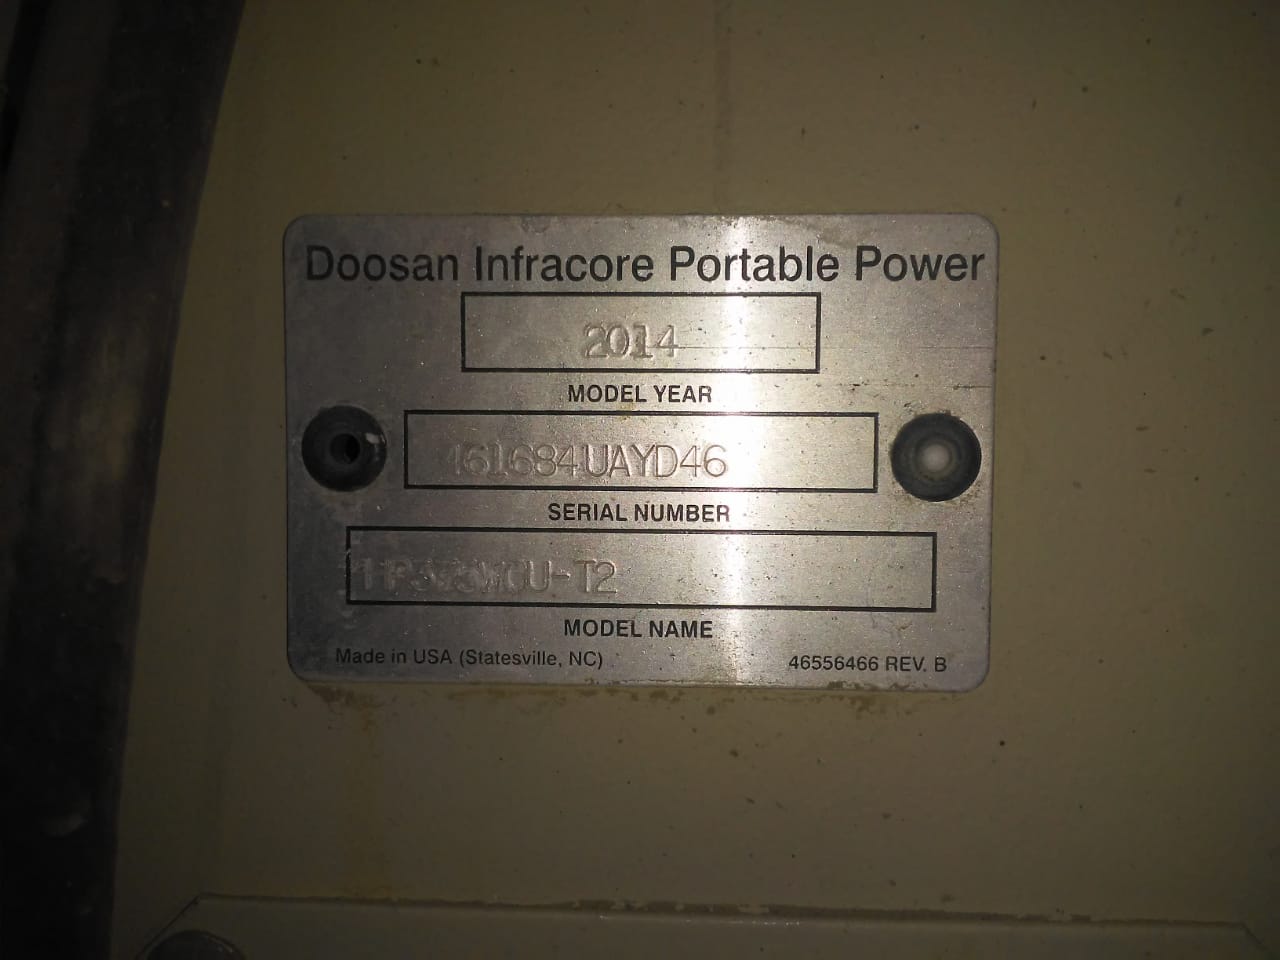 Doosan Infracore Portable Power
2014
MODEL YEAR
461684UAYD46
SERIAL NUMBER
MODEL NAME
Made in USA (Statesville, NC)
46556466 REV. B